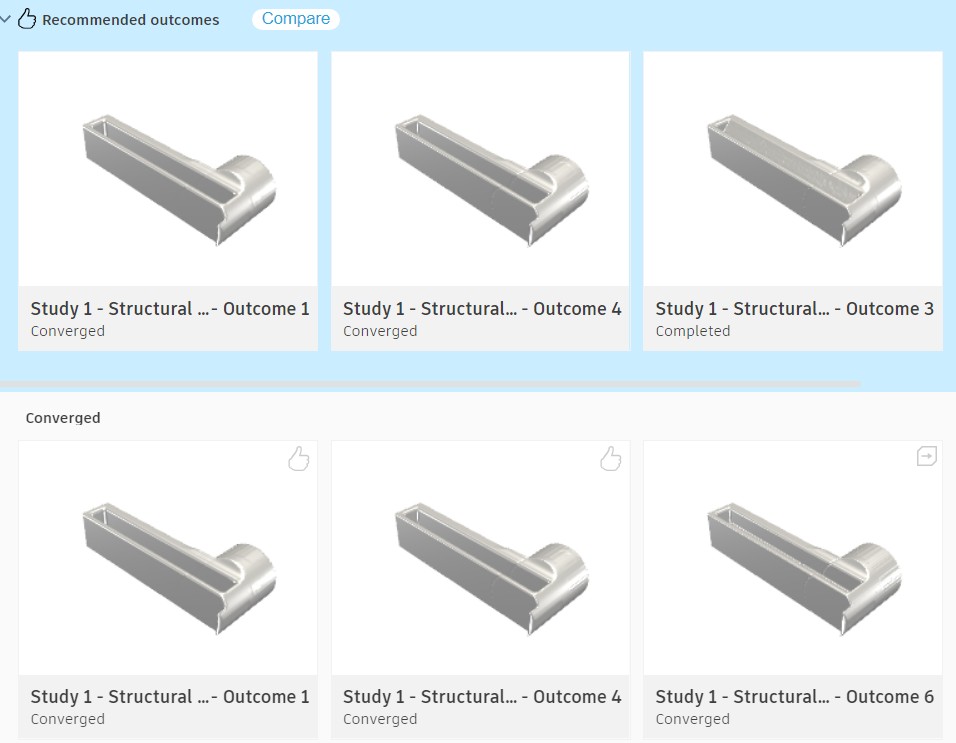 Recommended outcomes Compare
Study 1 - Structural ...- Outcome 1
Converged
Study 1 - Structural... - Outcome 4
Converged
Study 1 - Structural... - Outcome 3
Completed
Converged
Study 1 - Structural ...- Outcome 1
Converged
Study 1 - Structural... - Outcome 4
Converged
Study 1 - Structural... - Outcome 6
Converged